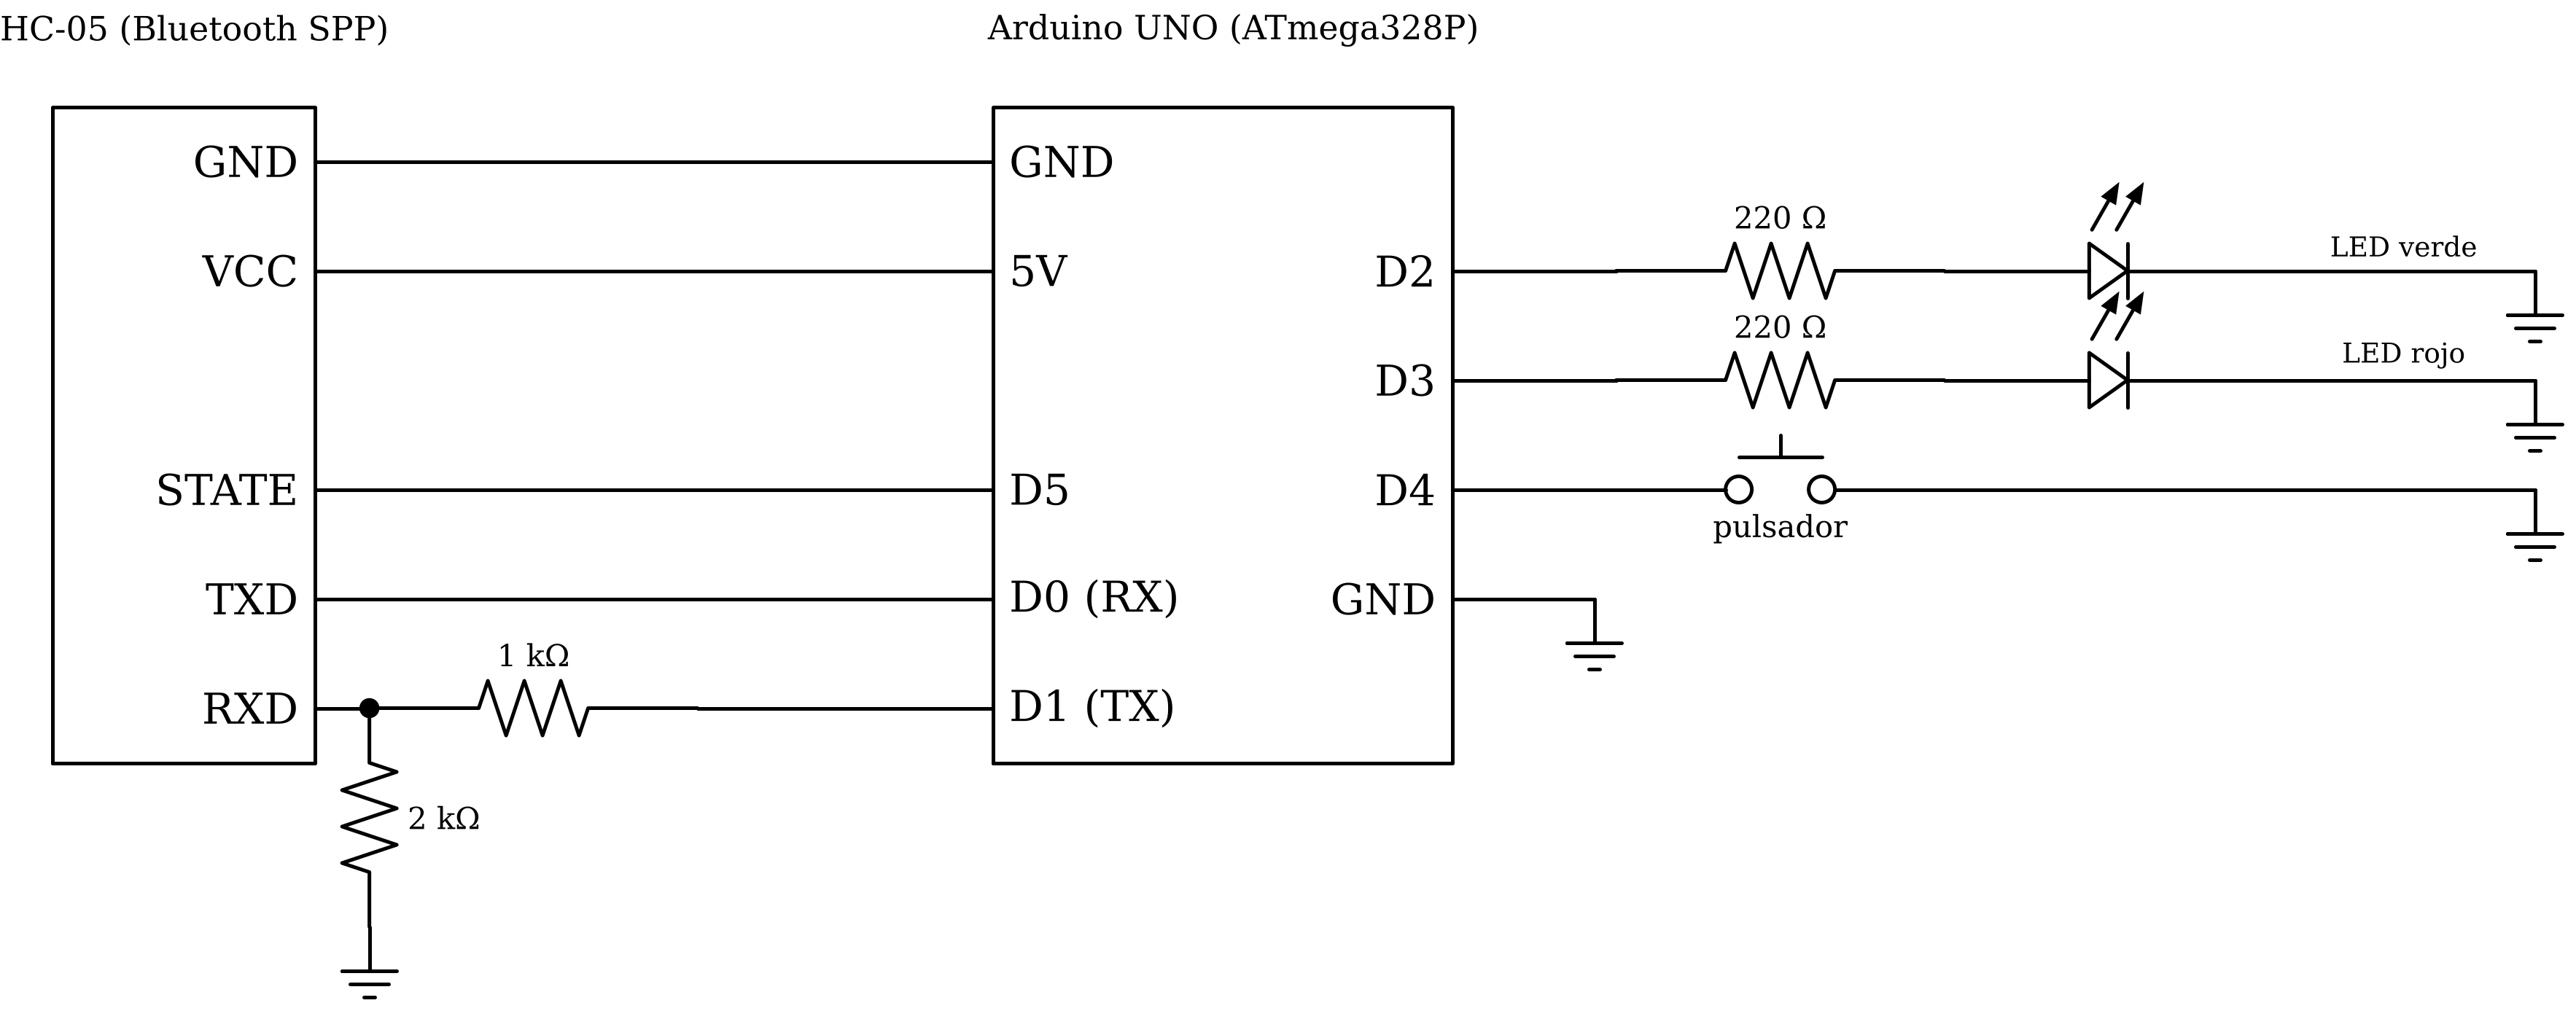 HC-05 (Bluetooth SPP)
Arduino UNO (ATmega328P)
GND
VCC
STATE
TXD
RXD
1 kΩ
2 kΩ
GND
5V
D5
D0 (RX)
D1 (TX)
D2
D3
D4
GND
220 Ω
220 Ω
pulsador
LED verde
LED rojo